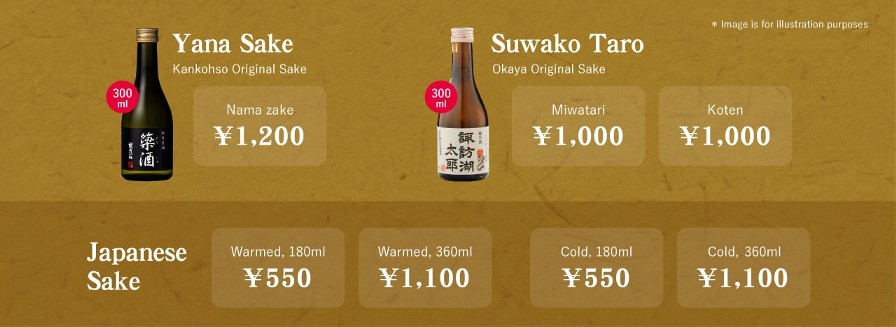 * Image is for illustration purposes
Yana Sake
Kankohso Original Sake
300
ml
Nama zake
¥1,200
簗酒
Suwako Taro
Okaya Original Sake
300
ml
Miwatari
¥1,000
Koten
¥1,000
諏訪湖
太郎
Japanese
Sake
Warmed, 180ml
¥550
Warmed, 360ml
¥1,100
Cold, 180ml
¥550
Cold, 360ml
¥1,100